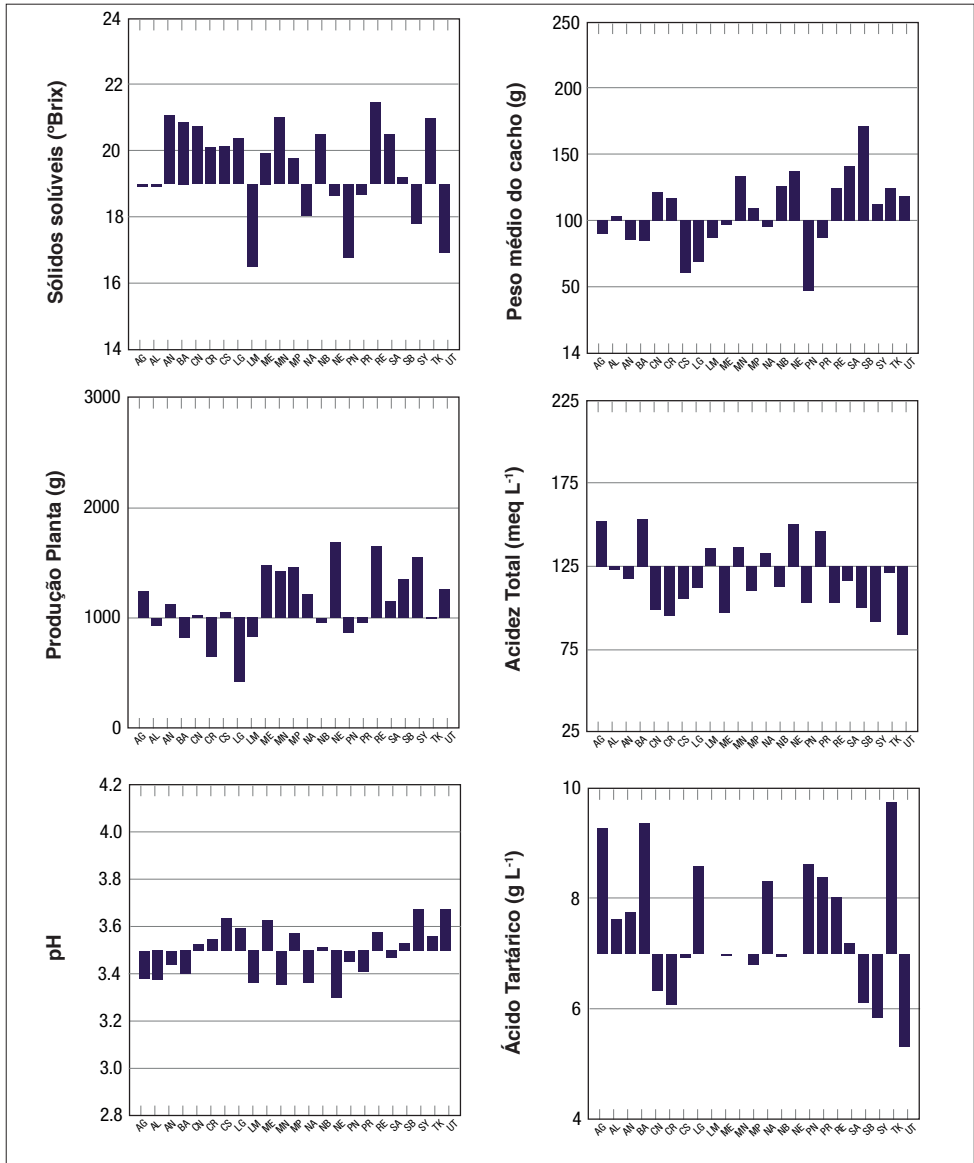 Sólidos solúveis (°Brix)
24
22
20
18
16
14
AG AL AN BA CN CR CS LG LM ME MN MP NA NB NE PN PR RE SA SB SY TK UT
Peso médio do cacho (g)
250
200
150
100
50
14
AG AL AN BA CN CR CS LG LM ME MN MP NA NB NE PN PR RE SA SB SY TK UT
Produção Planta (g)
3000
2000
1000
0
AG AL AN BA CN CR CS LG LM ME MN MP NA NB NE PN PR RE SA SB SY TK UT
Acidez Total (meq L⁻¹)
225
175
125
75
25
AG AL AN BA CN CR CS LG LM ME MN MP NA NB NE PN PR RE SA SB SY TK UT
pH
4.2
4.0
3.6
3.4
3.2
3.0
2.8
AG AL AN BA CN CR CS LG LM ME MN MP NA NB NE PN PR RE SA SB SY TK UT
Ácido Tartárico (g L⁻¹)
10
8
6
4
AG AL AN BA CN CR CS LG LM ME MN MP NA NB NE PN PR RE SA SB SY TK UT